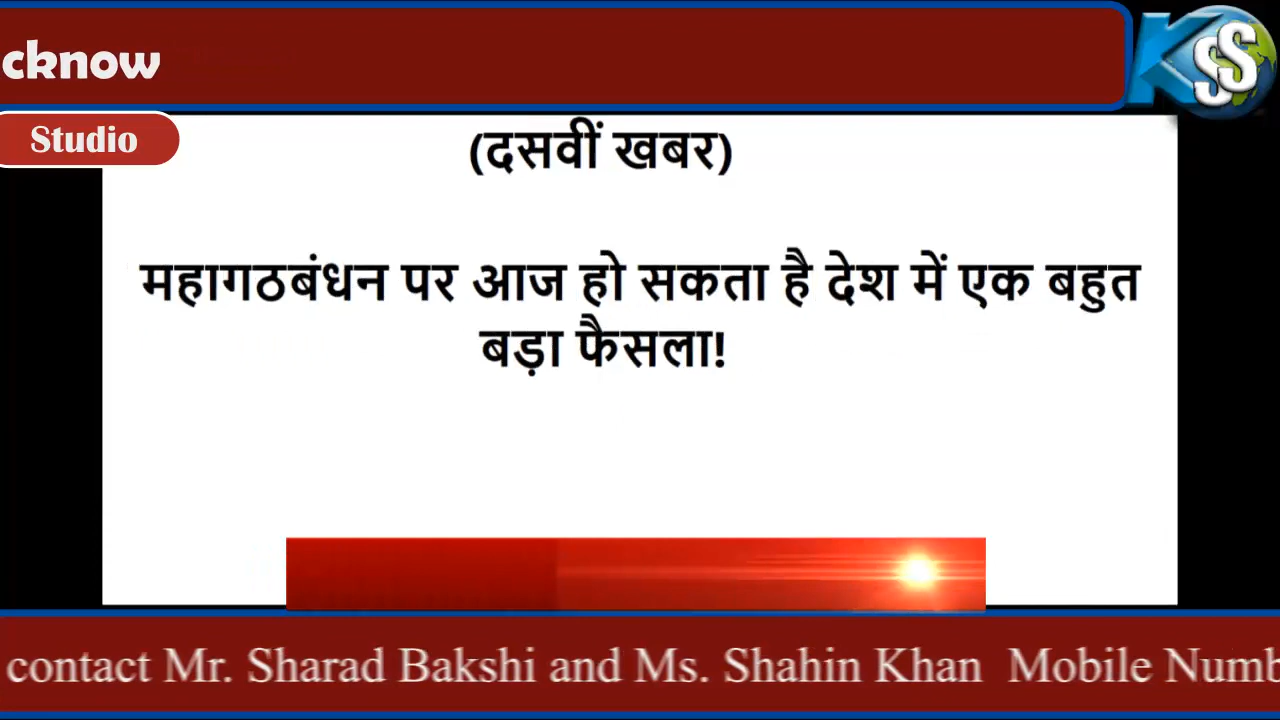 cknow
KSS
Studio
(दसवीं खबर)
महागठबंधन पर आज हो सकता है देश में एक बहुत
बड़ा फैसला!
contact Mr. Sharad Bakshi and Ms. Shahin Khan Mobile Numb